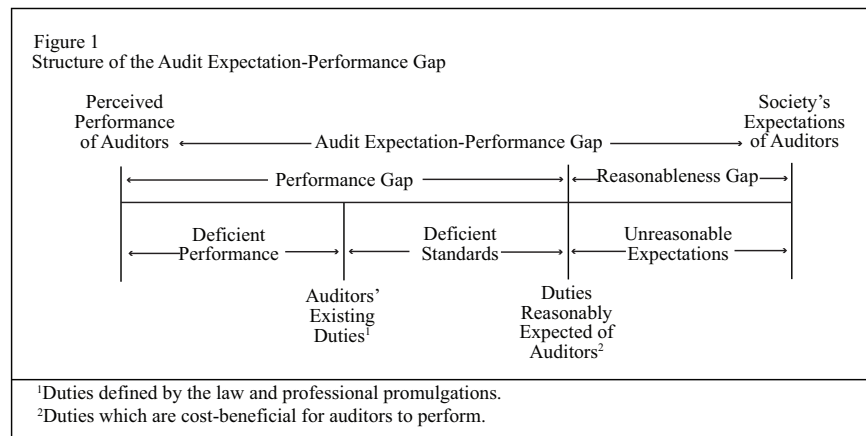 Figure 1
Structure of the Audit Expectation-Performance Gap
Perceived
Performance
of Auditors
Audit Expectation-Performance Gap
Society's
Expectations
of Auditors
Performance Gap
Reasonableness Gap
Deficient
Performance
Deficient
Standards
Unreasonable
Expectations
Auditors'
Existing
Duties¹
Duties
Reasonably
Expected of
Auditors²
¹Duties defined by the law and professional promulgations.
²Duties which are cost-beneficial for auditors to perform.